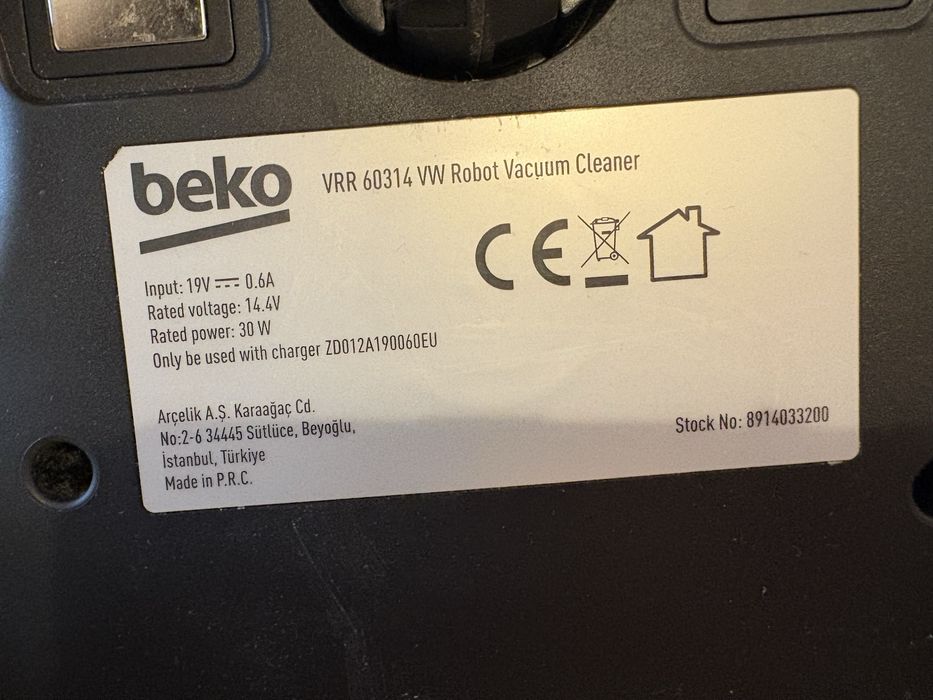 beko
VRR 60314 VW Robot Vacuum Cleaner
CE
Input: 19V ⎓ 0.6A
Rated voltage: 14.4V
Rated power: 30 W
Only be used with charger ZD012A190060EU
Arçelik A.Ş. Karaağaç Cd.
No:2-6 34445 Sütlüce, Beyoğlu,
İstanbul, Türkiye
Made in P.R.C.
Stock No: 8914033200